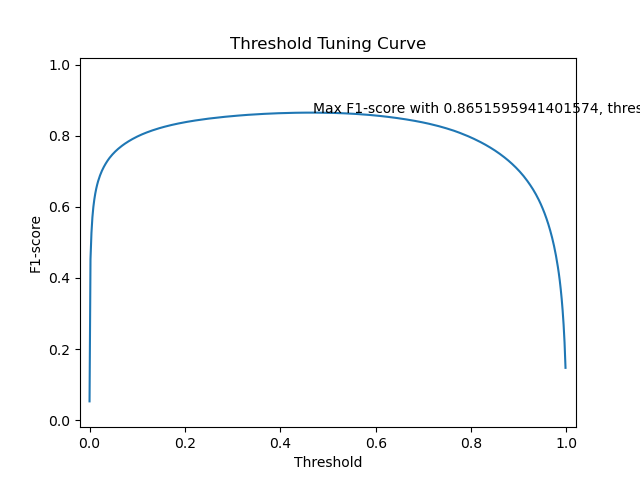 Threshold Tuning Curve
Max F1-score with 0.8651595941401574, thres
1.0
0.8
0.6
0.4
0.2
0.0
F1-score
0.0 0.2 0.4 0.6 0.8 1.0
Threshold